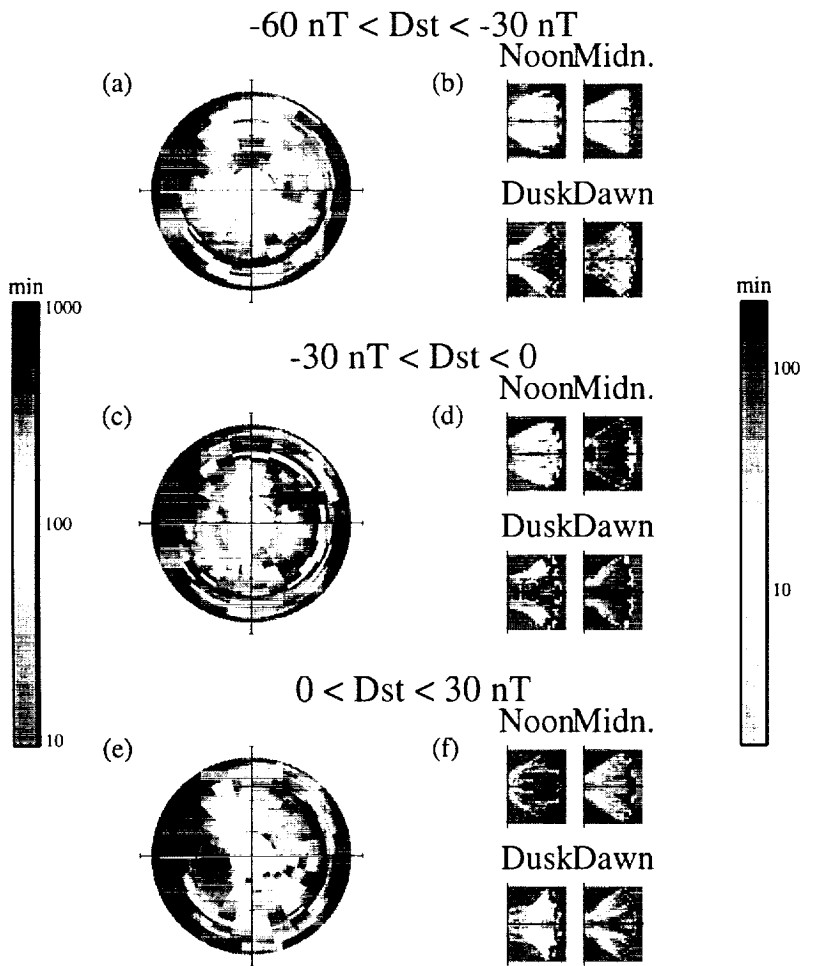 -60 nT < Dst < -30 nT
(a)
(b)
Noon Midn.
Dusk Dawn
min
1000
100
10
min
100
10
-30 nT < Dst < 0
(c)
(d)
Noon Midn.
Dusk Dawn
0 < Dst < 30 nT
(e)
(f)
Noon Midn.
Dusk Dawn